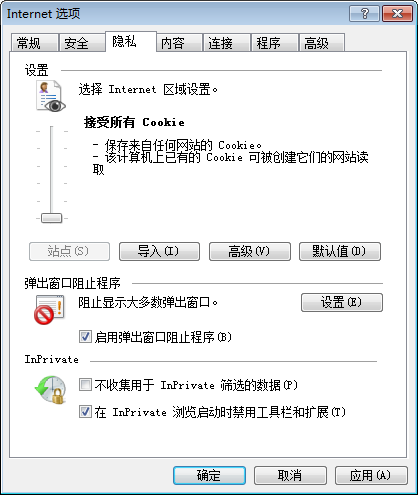 Internet 选项
常规 安全 隐私 内容 连接 程序 高级
设置
选择 Internet 区域设置。
接受所有 Cookie
- 保存来自任何网站的 Cookie。
- 该计算机上已有的 Cookie 可被创建它们的网站读
取
站点(S) 导入(I) 高级(V) 默认值(D)
弹出窗口阻止程序
阻止显示大多数弹出窗口。 设置(E)
启用弹出窗口阻止程序(B)
InPrivate
不收集用于 InPrivate 筛选的数据(P)
在 InPrivate 浏览启动时禁用工具栏和扩展(T)
确定 取消 应用(A)